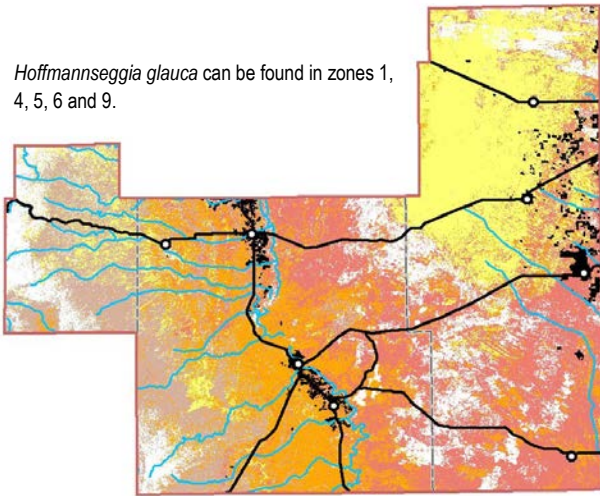 Hoffmannseggia glauca can be found in zones 1,
4, 5, 6 and 9.